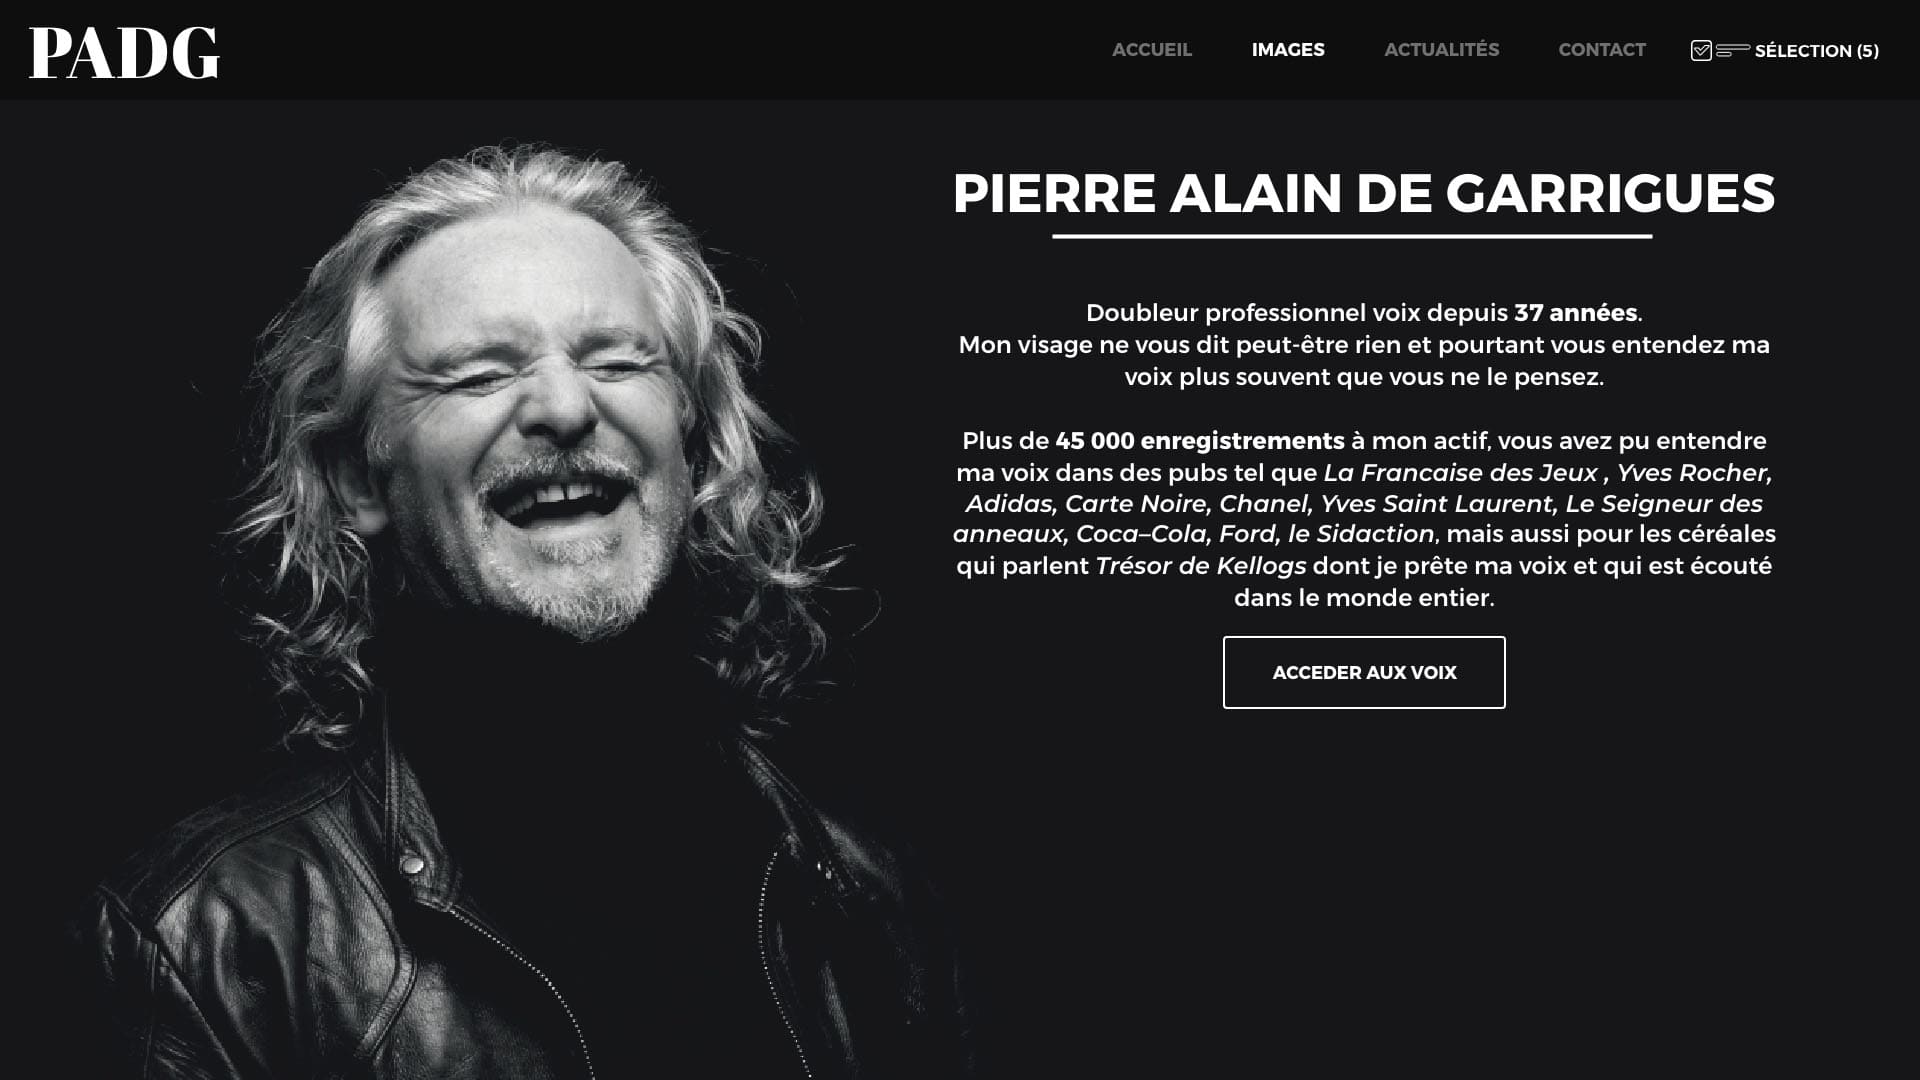 PADG
ACCUEIL
IMAGES
ACTUALITÉS
CONTACT
SÉLECTION (5)
PIERRE ALAIN DE GARRIGUES
Doubleur professionnel voix depuis 37 années.
Mon visage ne vous dit peut-être rien et pourtant vous entendez ma
voix plus souvent que vous ne le pensez.
Plus de 45 000 enregistrements à mon actif, vous avez pu entendre
ma voix dans des pubs tel que La Francaise des Jeux , Yves Rocher,
Adidas, Carte Noire, Chanel, Yves Saint Laurent, Le Seigneur des
anneaux, Coca–Cola, Ford, le Sidaction, mais aussi pour les céréales
qui parlent Trésor de Kellogs dont je prête ma voix et qui est écouté
dans le monde entier.
ACCEDER AUX VOIX